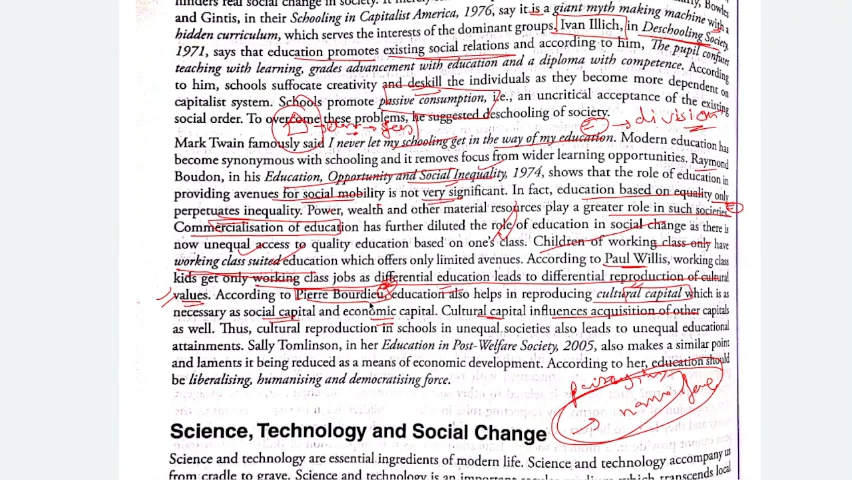 hinders real social change in society. It merely
Bowles
and Gintis, in their Schooling in Capitalist America, 1976, say it is a giant myth making machine with a
hidden curriculum, which serves the interests of the dominant groups. Ivan Illich, in Deschooling Society,
1971, says that education promotes existing social relations and according to him, The pupil confuse
teaching with learning, grades advancement with education and a diploma with competence. According
to him, schools suffocate creativity and deskill the individuals as they become more dependent on
capitalist system. Schools promote passive consumption, i.e., an uncritical acceptance of the existing
social order. To overcome these problems, he suggested deschooling of society.
division
Mark Twain famously said I never let my schooling get in the way of my education. Modern education has
become synonymous with schooling and it removes focus from wider learning opportunities. Raymond
Boudon, in his Education, Opportunity and Social Inequality, 1974, shows that the role of education in
providing avenues for social mobility is not very significant. In fact, education based on equality only
perpetuates inequality. Power, wealth and other material resources play a greater role in such societies.
Commercialisation of education has further diluted the role of education in social change as there is
now unequal access to quality education based on one's class. Children of working class only have
working class suited education which offers only limited avenues. According to Paul Willis, working class
kids get only working class jobs as differential education leads to differential reproduction of cultural
values. According to Pierre Bourdieu, education also helps in reproducing cultural capital which is as
necessary as social capital and economic capital. Cultural capital influences acquisition of other capitals
as well. Thus, cultural reproduction in schools in unequal societies also leads to unequal educational
attainments. Sally Tomlinson, in her Education in Post-Welfare Society, 2005, also makes a similar point
and laments it being reduced as a means of economic development. According to her, education should
be liberalising, humanising and democratising force.
Science, Technology and Social Change
Science and technology are essential ingredients of modern life. Science and technology accompany us
from cradle to grave. Science and technology is an important which transcends local